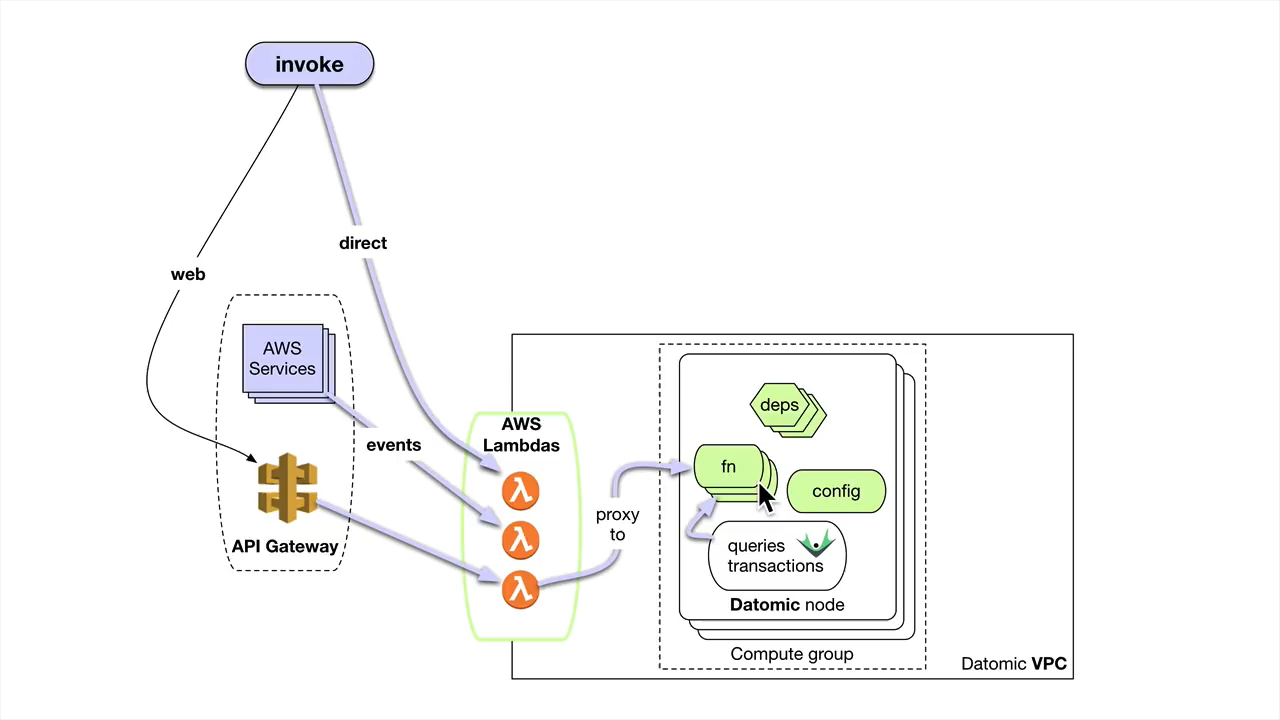 invoke
direct
web
AWS
Services
events
API Gateway
AWS
Lambdas
proxy
to
deps
fn
config
queries
transactions
Datomic node
Compute group
Datomic VPC